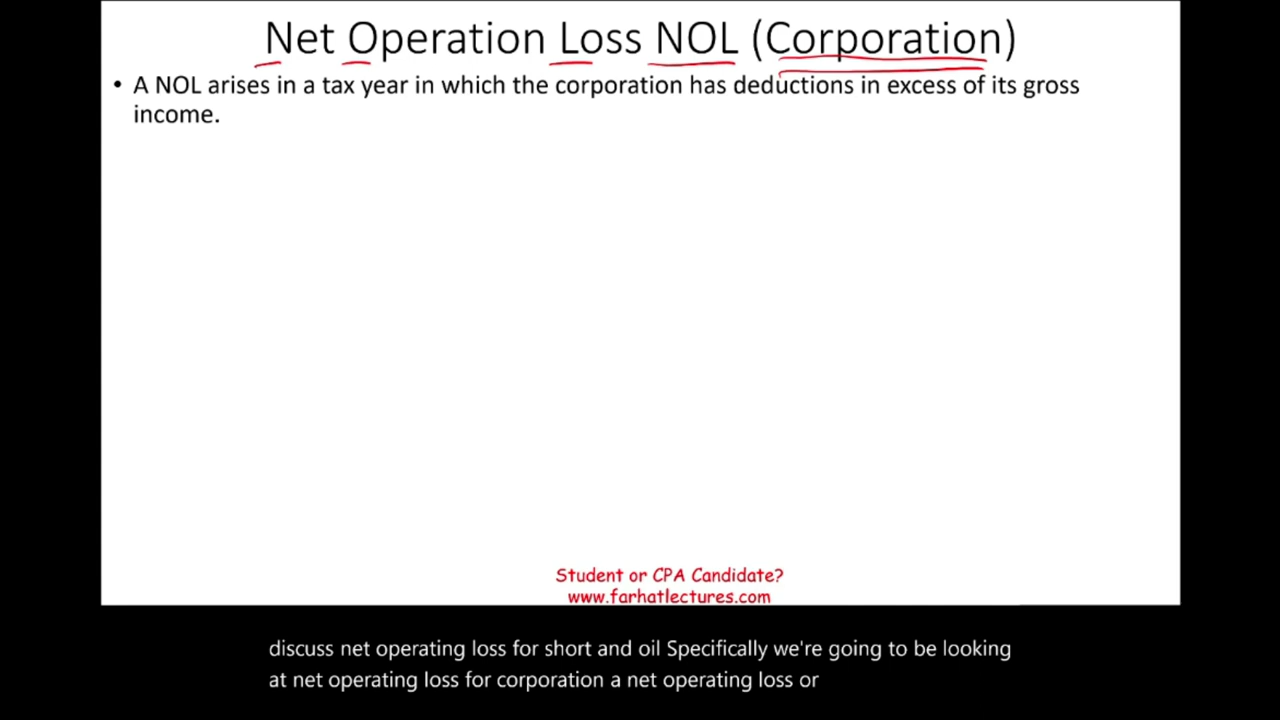 Net Operation Loss NOL (Corporation)
• A NOL arises in a tax year in which the corporation has deductions in excess of its gross
income.
Student or CPA Candidate?
www.farhatlectures.com
discuss net operating loss for short and oil Specifically we're going to be looking
at net operating loss for corporation a net operating loss or